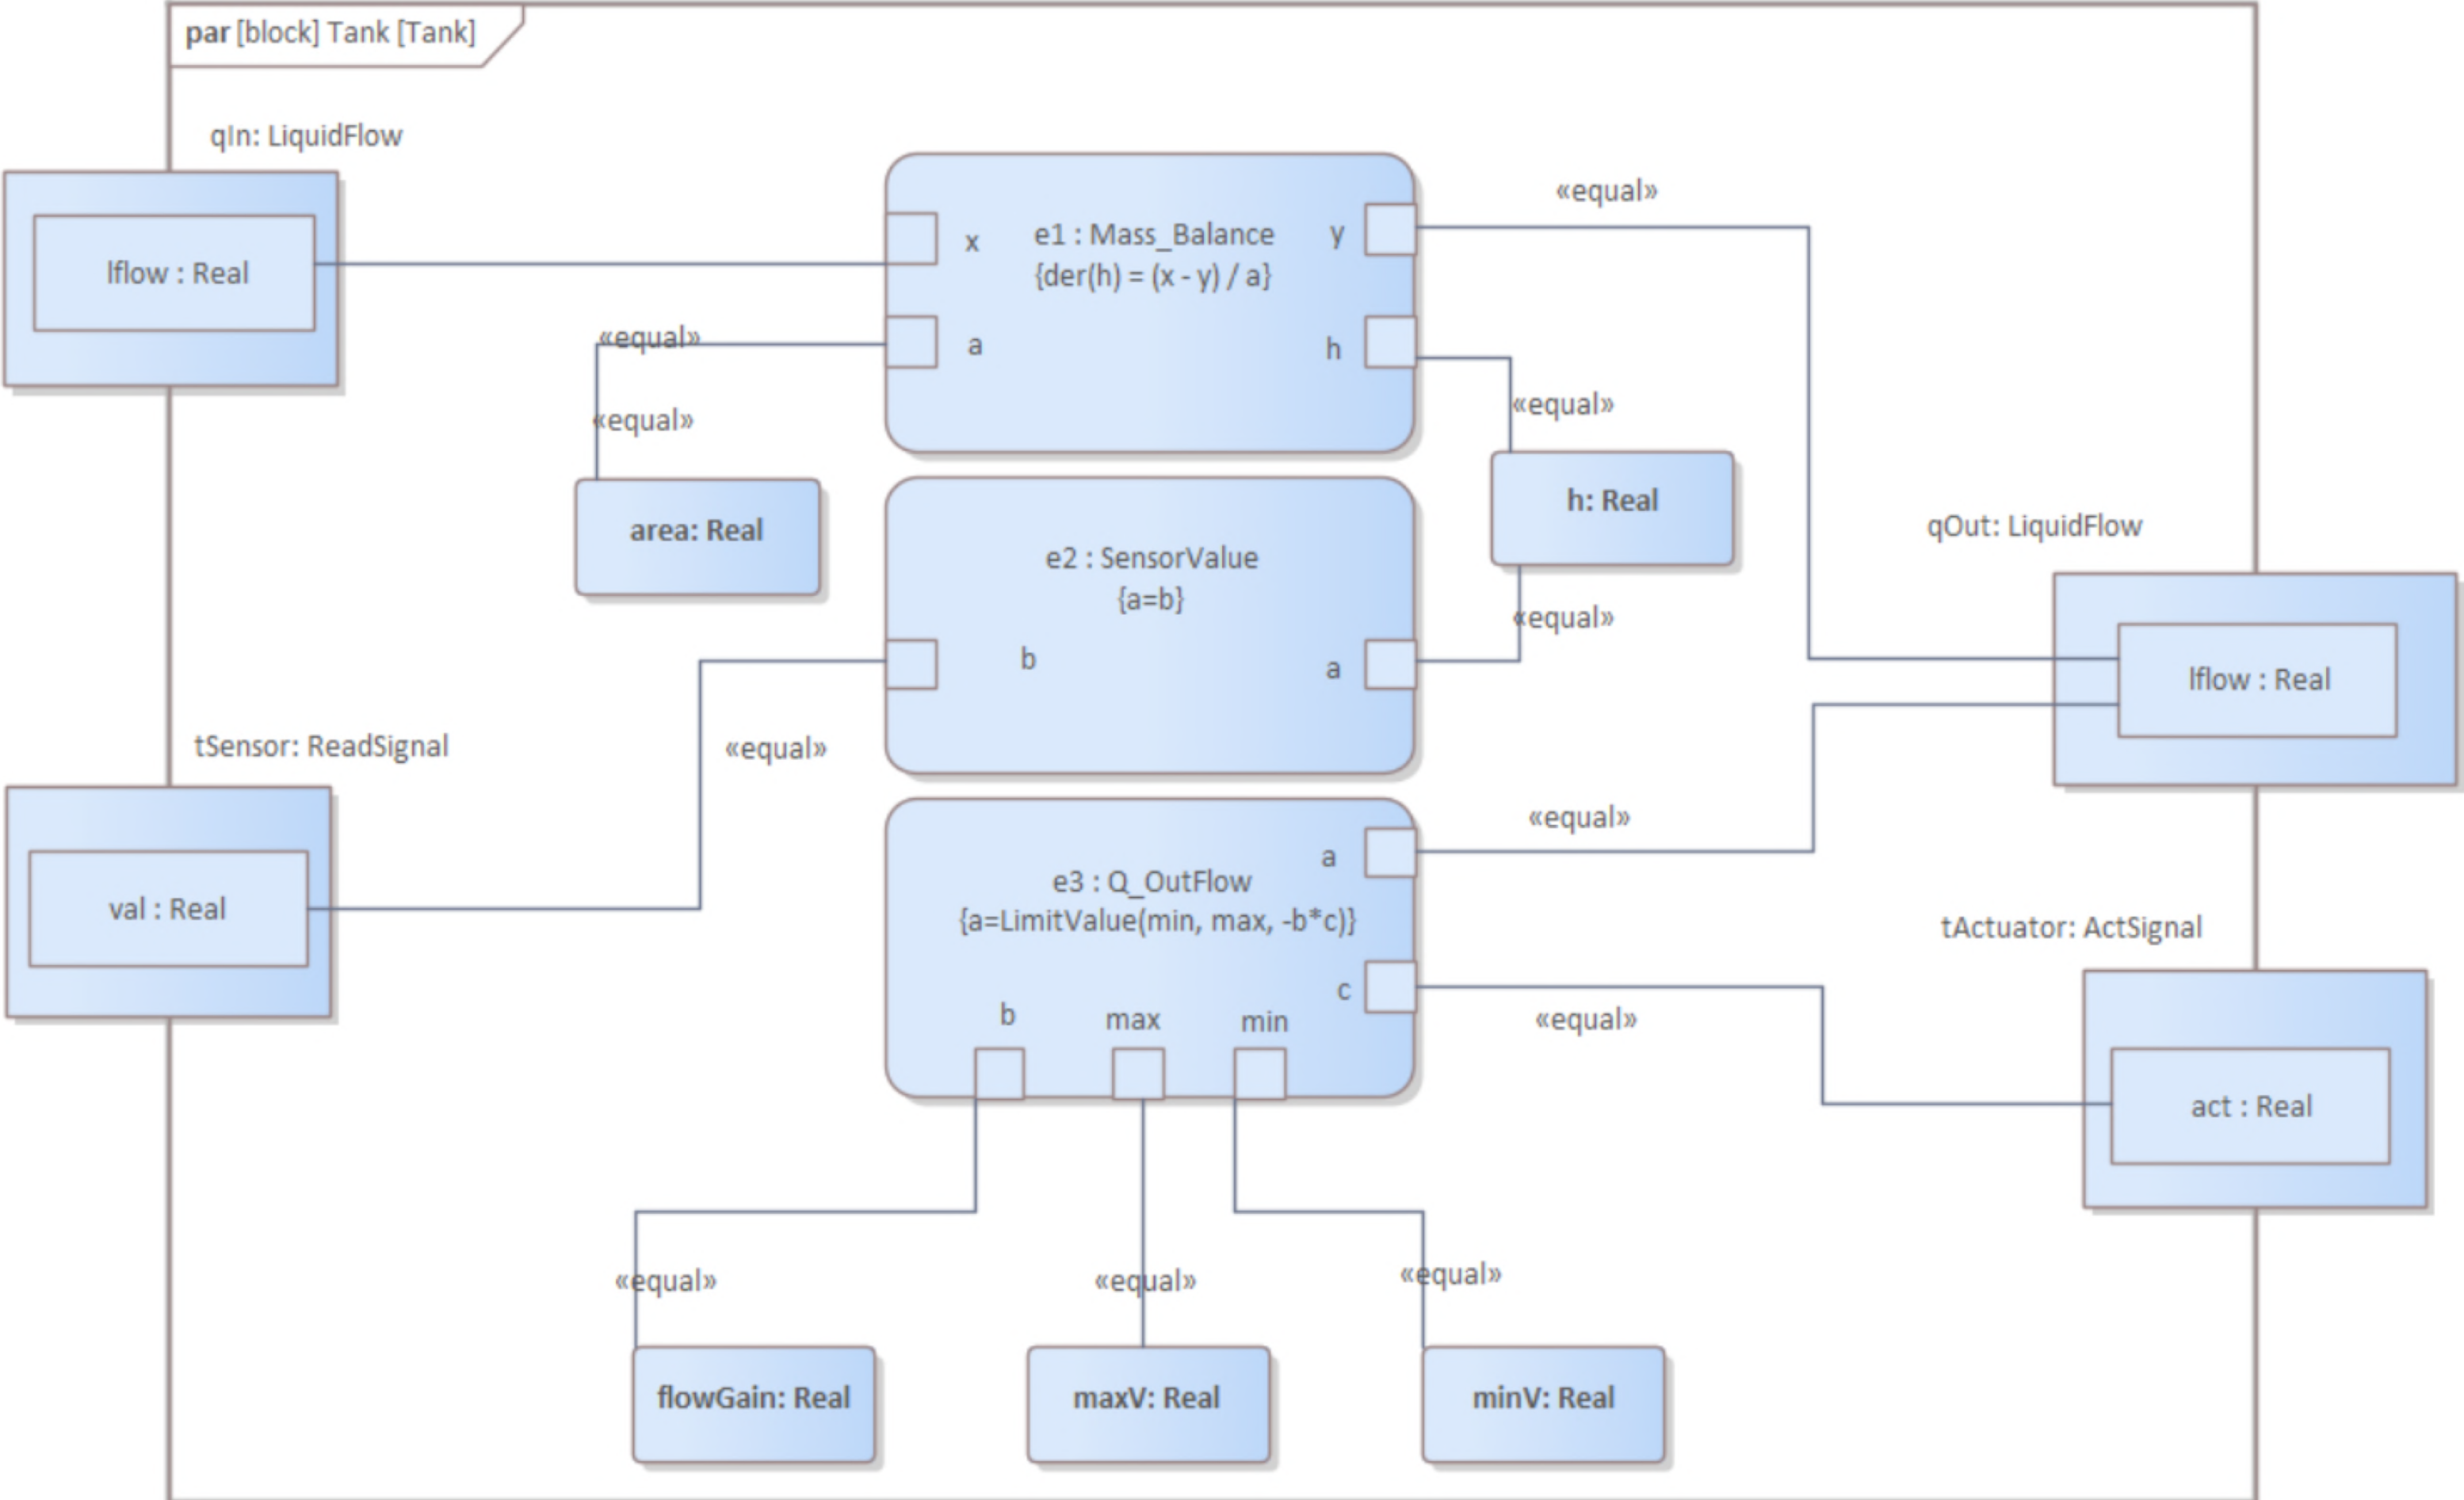 par [block] Tank [Tank]
qIn: LiquidFlow
lflow : Real
x
e1 : Mass_Balance
{der(h) = (x - y) / a}
y
a
h
«equal»
«equal»
«equal»
«equal»
area: Real
h: Real
e2 : SensorValue
{a=b}
b
a
«equal»
qOut: LiquidFlow
lflow : Real
tSensor: ReadSignal
val : Real
«equal»
e3 : Q_OutFlow
{a=LimitValue(min, max, -b*c)}
a
c
b
max
min
«equal»
«equal»
tActuator: ActSignal
act : Real
«equal»
«equal»
«equal»
flowGain: Real
maxV: Real
minV: Real